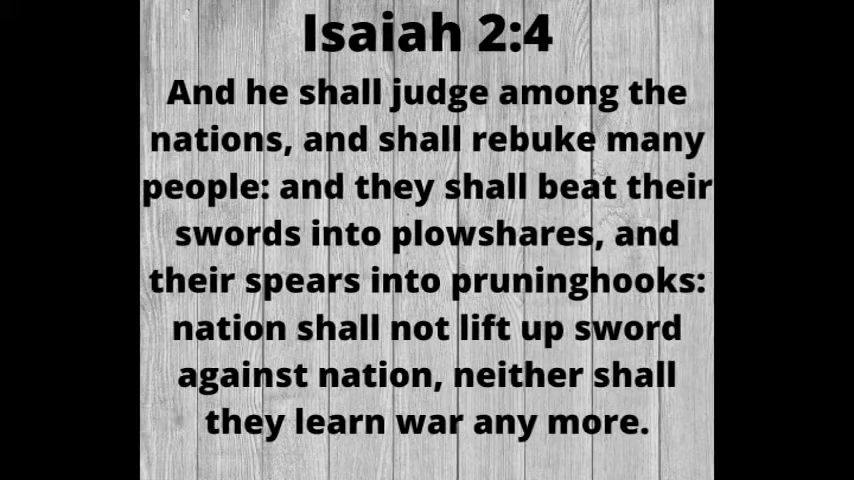 Isaiah 2:4
And he shall judge among the
nations, and shall rebuke many
people: and they shall beat their
swords into plowshares, and
their spears into pruninghooks:
nation shall not lift up sword
against nation, neither shall
they learn war any more.